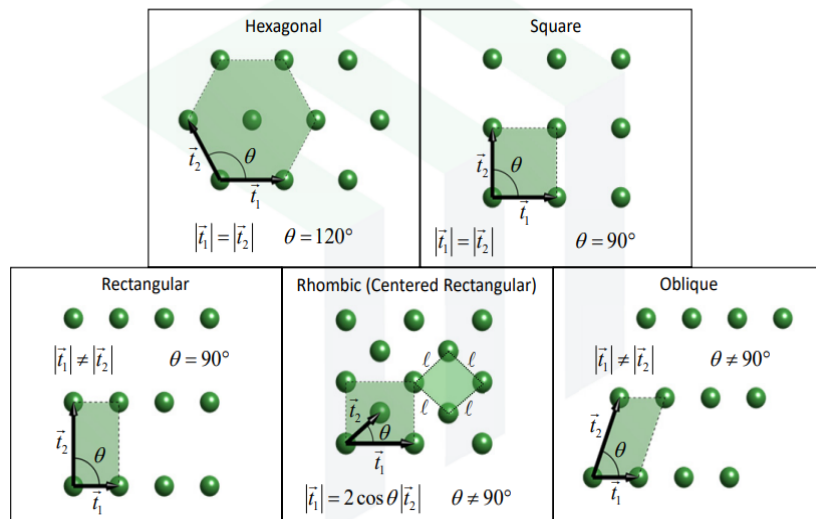 Hexagonal
t⃗₂
θ
t⃗₁
|t⃗₁| = |t⃗₂| θ = 120°
Square
t⃗₂
θ
t⃗₁
|t⃗₁| = |t⃗₂| θ = 90°
Rectangular
|t⃗₁| ≠ |t⃗₂| θ = 90°
t⃗₂
θ
t⃗₁
Rhombic (Centered Rectangular)
ℓ ℓ
ℓ ℓ
t⃗₂
θ
t⃗₁
|t⃗₁| = 2 cos θ |t⃗₂| θ ≠ 90°
Oblique
|t⃗₁| ≠ |t⃗₂| θ ≠ 90°
t⃗₂
θ
t⃗₁